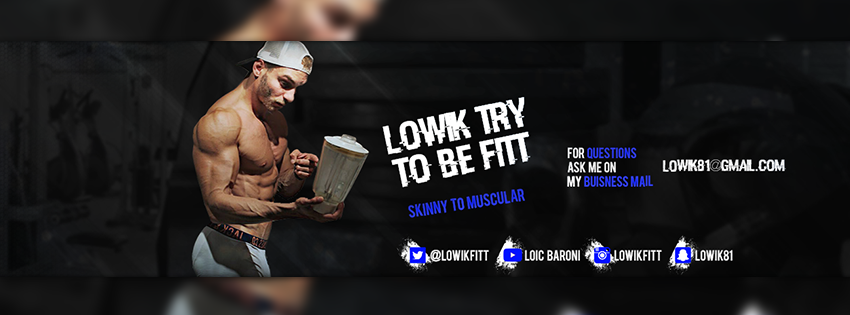 LOWIK TRY
TO BE FITT
SKINNY TO MUSCULAR
FOR QUESTIONS
ASK ME ON
MY BUISNESS MAIL
LOWIK81@GMAIL.COM
@LOWIKFITT
LOIC BARONI
LOWIKFITT
LOWIK81